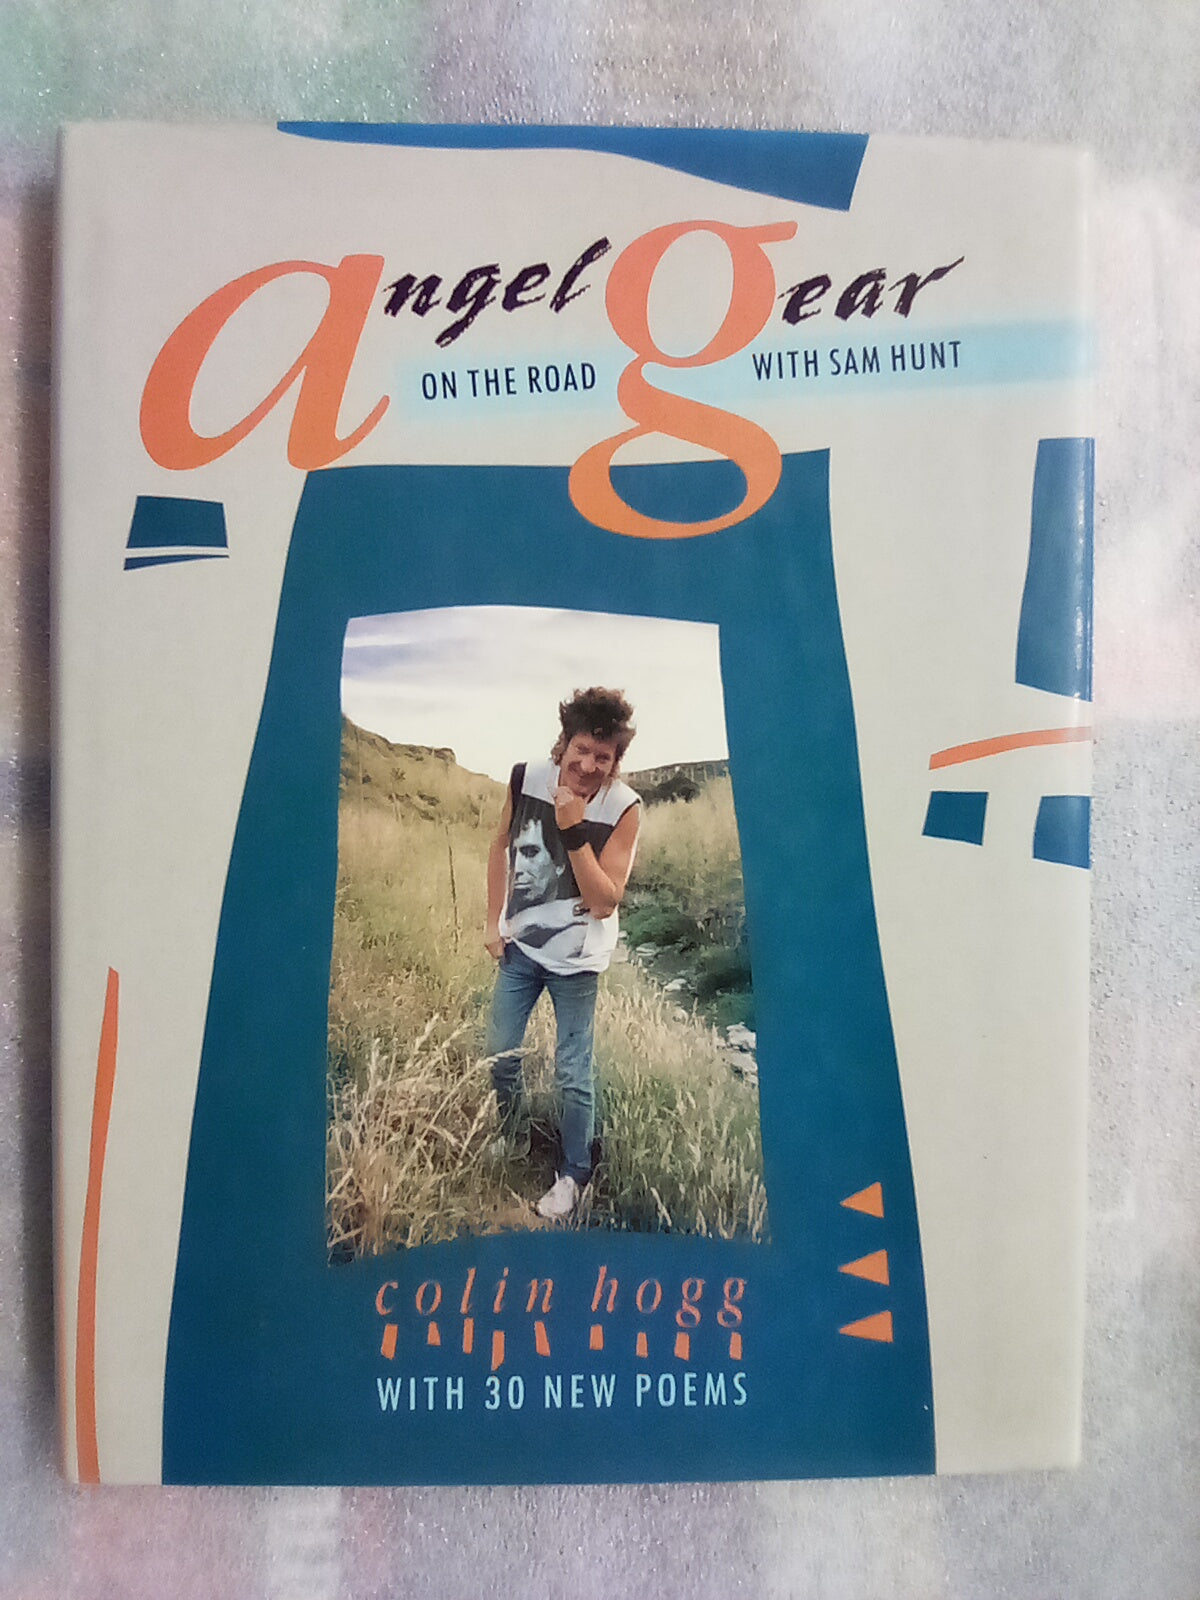 angel gear
ON THE ROAD WITH SAM HUNT
colin hogg
WITH 30 NEW POEMS